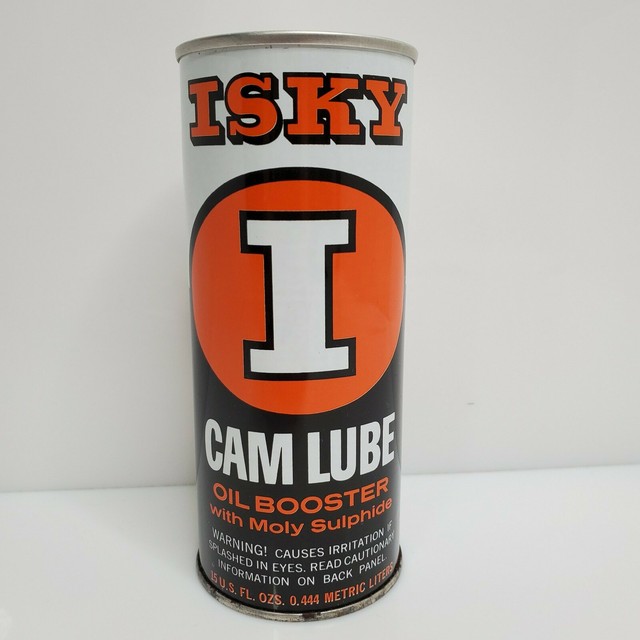 ISKY
I
CAM LUBE
OIL BOOSTER
with Moly Sulphide
WARNING! CAUSES IRRITATION IF
SPLASHED IN EYES. READ CAUTIONARY
INFORMATION ON BACK PANEL.
15 U.S. FL. OZS. 0.444 METRIC LITERS